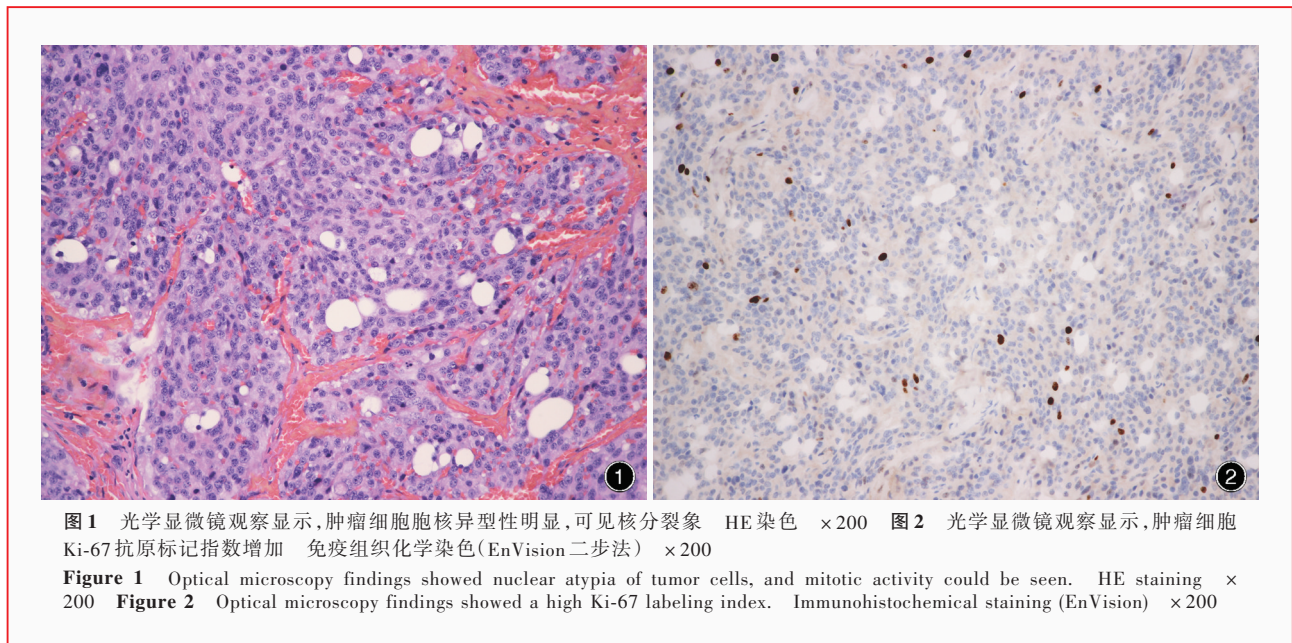 1
2
图1 光学显微镜观察显示,肿瘤细胞胞核异型性明显,可见核分裂象 HE染色 ×200 图2 光学显微镜观察显示,肿瘤细胞
Ki-67抗原标记指数增加 免疫组织化学染色(EnVision二步法) ×200
Figure 1 Optical microscopy findings showed nuclear atypia of tumor cells, and mitotic activity could be seen. HE staining ×
200 Figure 2 Optical microscopy findings showed a high Ki-67 labeling index. Immunohistochemical staining (EnVision) ×200